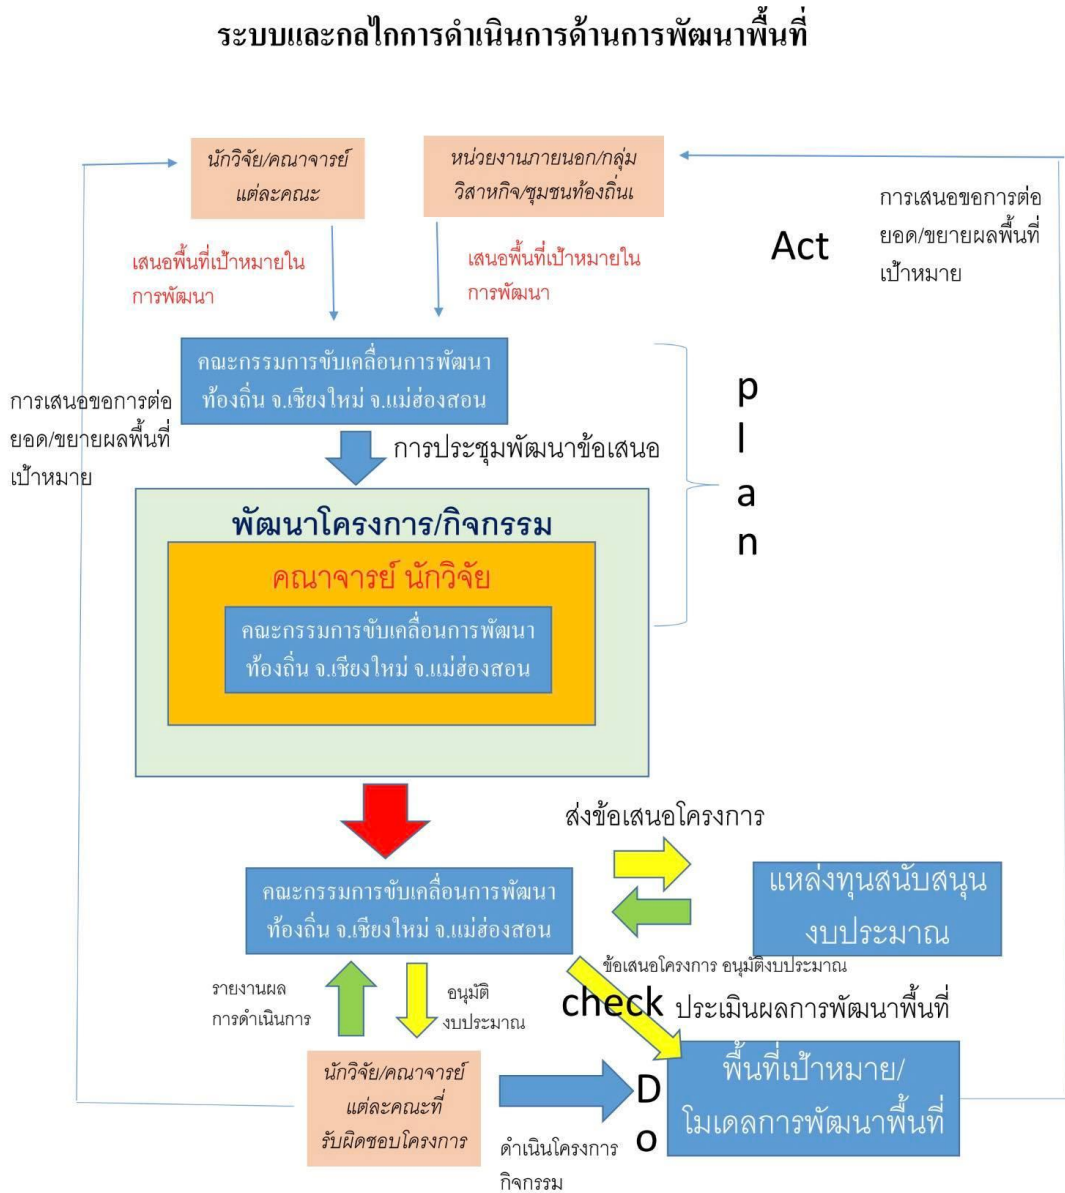 ระบบและกลไกการดำเนินการด้านการพัฒนาพื้นที่
นักวิจัย/คณาจารย์
แต่ละคณะ
หน่วยงานภายนอก/กลุ่ม
วิสาหกิจ/ชุมชนท้องถิ่นเ
การเสนอขอการต่อ
ยอด/ขยายผลพื้นที่
เป้าหมาย
Act
เสนอพื้นที่เป้าหมายใน
การพัฒนา
เสนอพื้นที่เป้าหมายใน
การพัฒนา
คณะกรรมการขับเคลื่อนการพัฒนา
ท้องถิ่น จ.เชียงใหม่ จ.แม่ฮ่องสอน
การเสนอขอการต่อ
ยอด/ขยายผลพื้นที่
เป้าหมาย
การประชุมพัฒนาข้อเสนอ
p
l
a
n
พัฒนาโครงการ/กิจกรรม
คณาจารย์ นักวิจัย
คณะกรรมการขับเคลื่อนการพัฒนา
ท้องถิ่น จ.เชียงใหม่ จ.แม่ฮ่องสอน
ส่งข้อเสนอโครงการ
คณะกรรมการขับเคลื่อนการพัฒนา
ท้องถิ่น จ.เชียงใหม่ จ.แม่ฮ่องสอน
แหล่งทุนสนับสนุน
งบประมาณ
ข้อเสนอโครงการ อนุมัติงบประมาณ
รายงานผล
การดำเนินการ
อนุมัติ
งบประมาณ
check ประเมินผลการพัฒนาพื้นที่
นักวิจัย/คณาจารย์
แต่ละคณะที่
รับผิดชอบโครงการ
D
o
ดำเนินโครงการ
กิจกรรม
พื้นที่เป้าหมาย/
โมเดลการพัฒนาพื้นที่